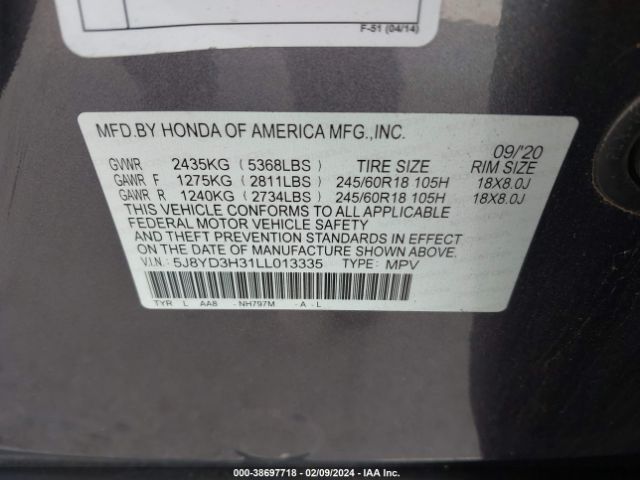 F-51 (04/14)
MFD.BY HONDA OF AMERICA MFG.,INC.
09/'20
GVWR 2435KG (5368LBS) TIRE SIZE RIM SIZE
GAWR F 1275KG (2811LBS) 245/60R18 105H 18X8.0J
GAWR R 1240KG (2734LBS) 245/60R18 105H 18X8.0J
THIS VEHICLE CONFORMS TO ALL APPLICABLE
FEDERAL MOTOR VEHICLE SAFETY
AND THEFT PREVENTION STANDARDS IN EFFECT
ON THE DATE OF MANUFACTURE SHOWN ABOVE.
V.I.N.: 5J8YD3H31LL013335 TYPE: MPV
TYR L AA8 -NH797M -A -L
000-38697718 - 02/09/2024 - IAA Inc.